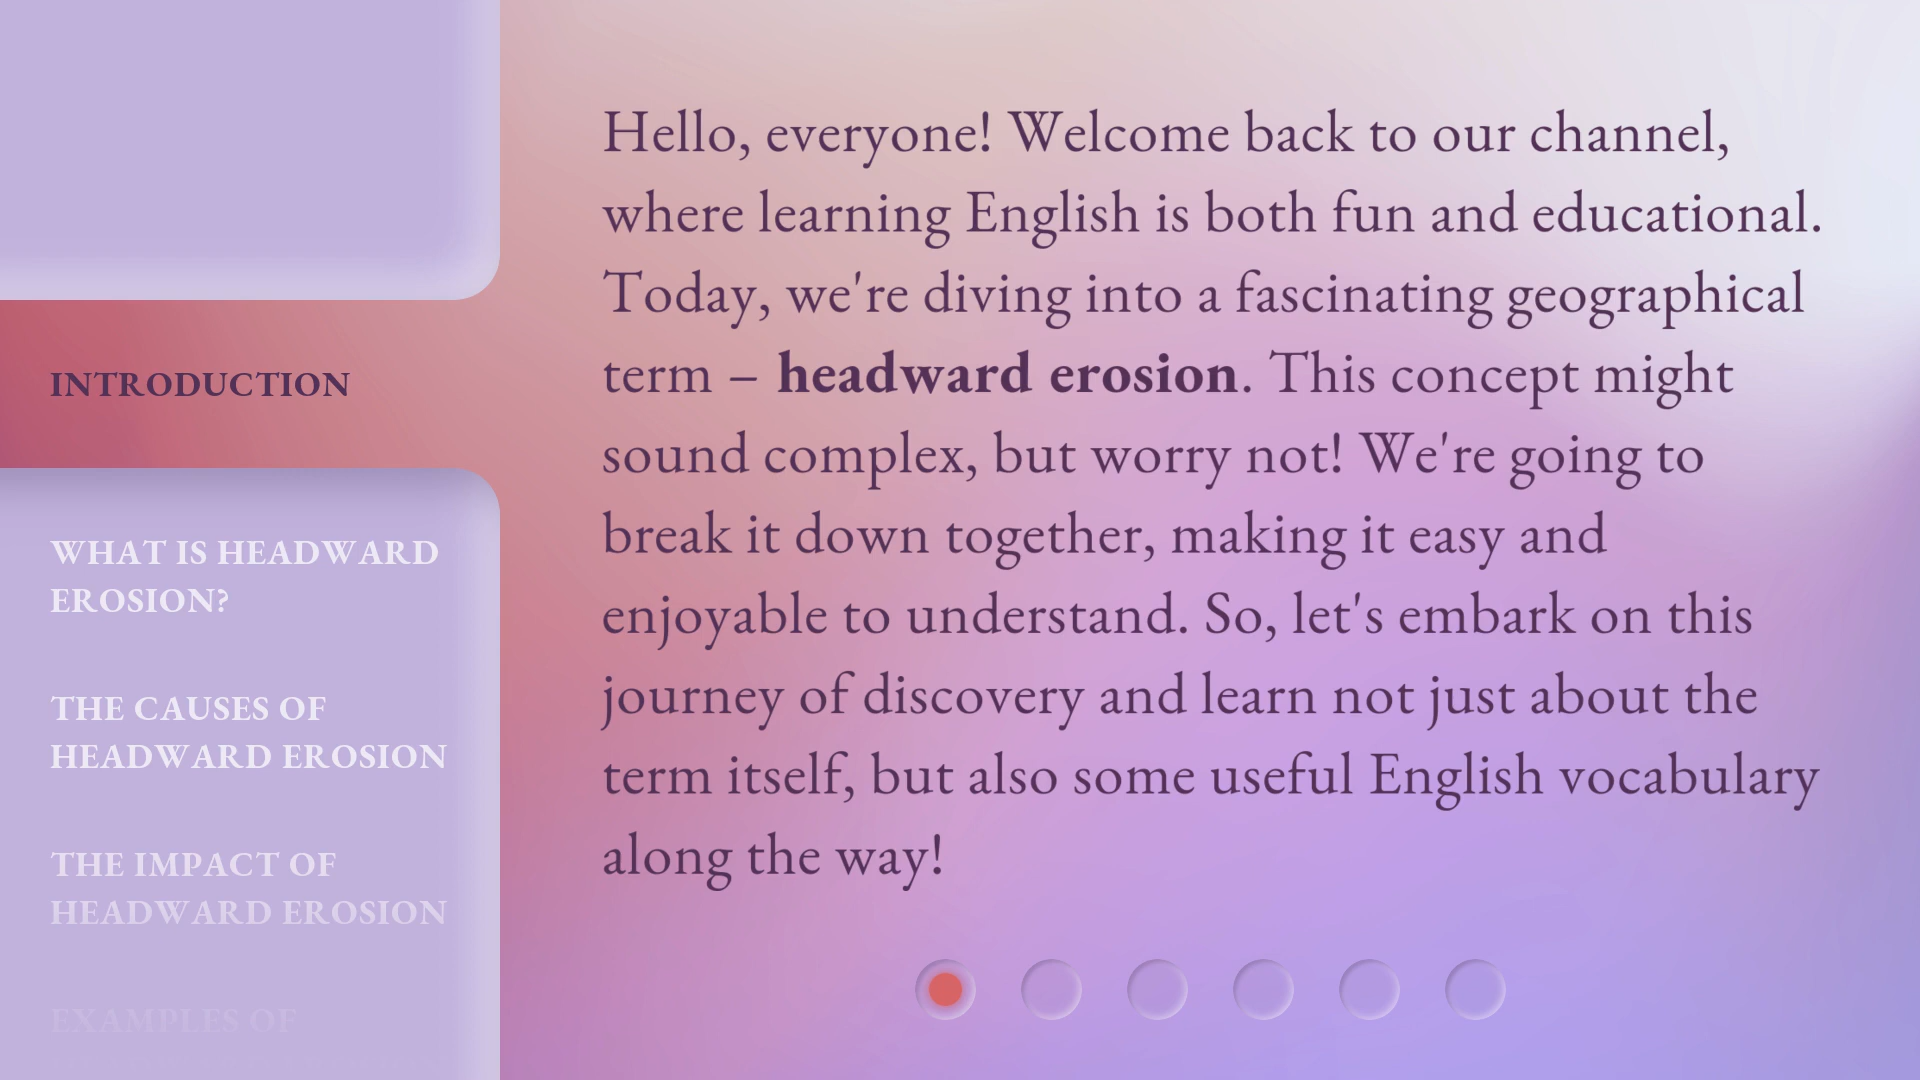 INTRODUCTION
WHAT IS HEADWARD
EROSION?
THE CAUSES OF
HEADWARD EROSION
THE IMPACT OF
HEADWARD EROSION
EXAMPLES OF
Hello, everyone! Welcome back to our channel,
where learning English is both fun and educational.
Today, we're diving into a fascinating geographical
term – headward erosion. This concept might
sound complex, but worry not! We're going to
break it down together, making it easy and
enjoyable to understand. So, let's embark on this
journey of discovery and learn not just about the
term itself, but also some useful English vocabulary
along the way!